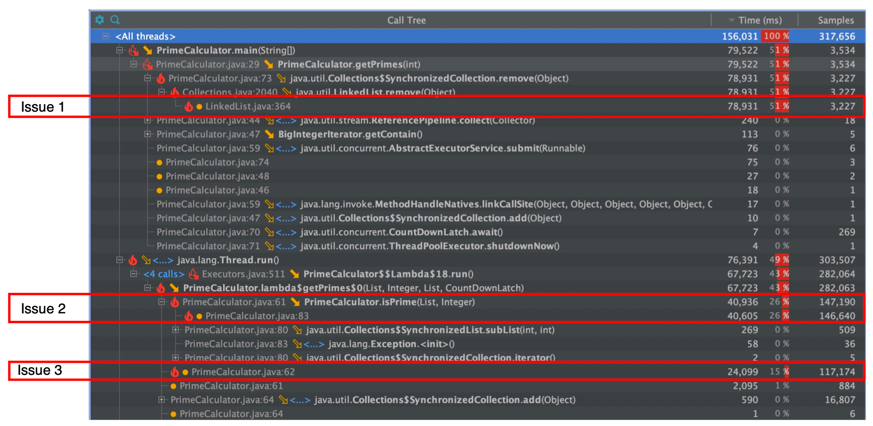 Call Tree Time (ms) Samples
<All threads> 156,031 100 % 317,656
PrimeCalculator.main(String[]) 79,522 51 % 3,534
PrimeCalculator.java:29 PrimeCalculator.getPrimes(int) 79,522 51 % 3,534
PrimeCalculator.java:73 java.util.Collections$SynchronizedCollection.remove(Object) 78,931 51 % 3,227
Collections.java:2040 java.util.LinkedList.remove(Object) 78,931 51 % 3,227
Issue 1 LinkedList.java:364 78,931 51 % 3,227
PrimeCalculator.java:44 <...> java.util.stream.ReferencePipeline.collect(Collector) 240 0 % 18
PrimeCalculator.java:47 BigIntegerIterator.getContain() 113 0 % 5
PrimeCalculator.java:59 <...> java.util.concurrent.AbstractExecutorService.submit(Runnable) 76 0 % 6
PrimeCalculator.java:74 75 0 % 3
PrimeCalculator.java:48 27 0 % 2
PrimeCalculator.java:46 18 0 % 1
PrimeCalculator.java:59 <...> java.lang.invoke.MethodHandleNatives.linkCallSite(Object, Object, Object, Object, Object, C 17 0 % 1
PrimeCalculator.java:47 <...> java.util.Collections$SynchronizedCollection.add(Object) 10 0 % 1
PrimeCalculator.java:70 <...> java.util.concurrent.CountDownLatch.await() 7 0 % 269
PrimeCalculator.java:71 <...> java.util.concurrent.ThreadPoolExecutor.shutdownNow() 4 0 % 1
<...> java.lang.Thread.run() 76,391 49 % 303,507
<4 calls> Executors.java:511 PrimeCalculator$$Lambda$18.run() 67,723 43 % 282,064
PrimeCalculator.lambda$getPrimes$0(List, Integer, List, CountDownLatch) 67,723 43 % 282,063
PrimeCalculator.java:61 PrimeCalculator.isPrime(List, Integer) 40,936 26 % 147,190
Issue 2 PrimeCalculator.java:83 40,605 26 % 146,640
PrimeCalculator.java:80 <...> java.util.Collections$SynchronizedList.subList(int, int) 269 0 % 509
PrimeCalculator.java:83 <...> java.lang.Exception.<init>() 58 0 % 36
PrimeCalculator.java:80 <...> java.util.Collections$SynchronizedCollection.iterator() 2 0 % 5
Issue 3 PrimeCalculator.java:62 24,099 15 % 117,174
PrimeCalculator.java:61 2,095 1 % 884
PrimeCalculator.java:64 <...> java.util.Collections$SynchronizedCollection.add(Object) 590 0 % 16,807
PrimeCalculator.java:64 1 0 % 6